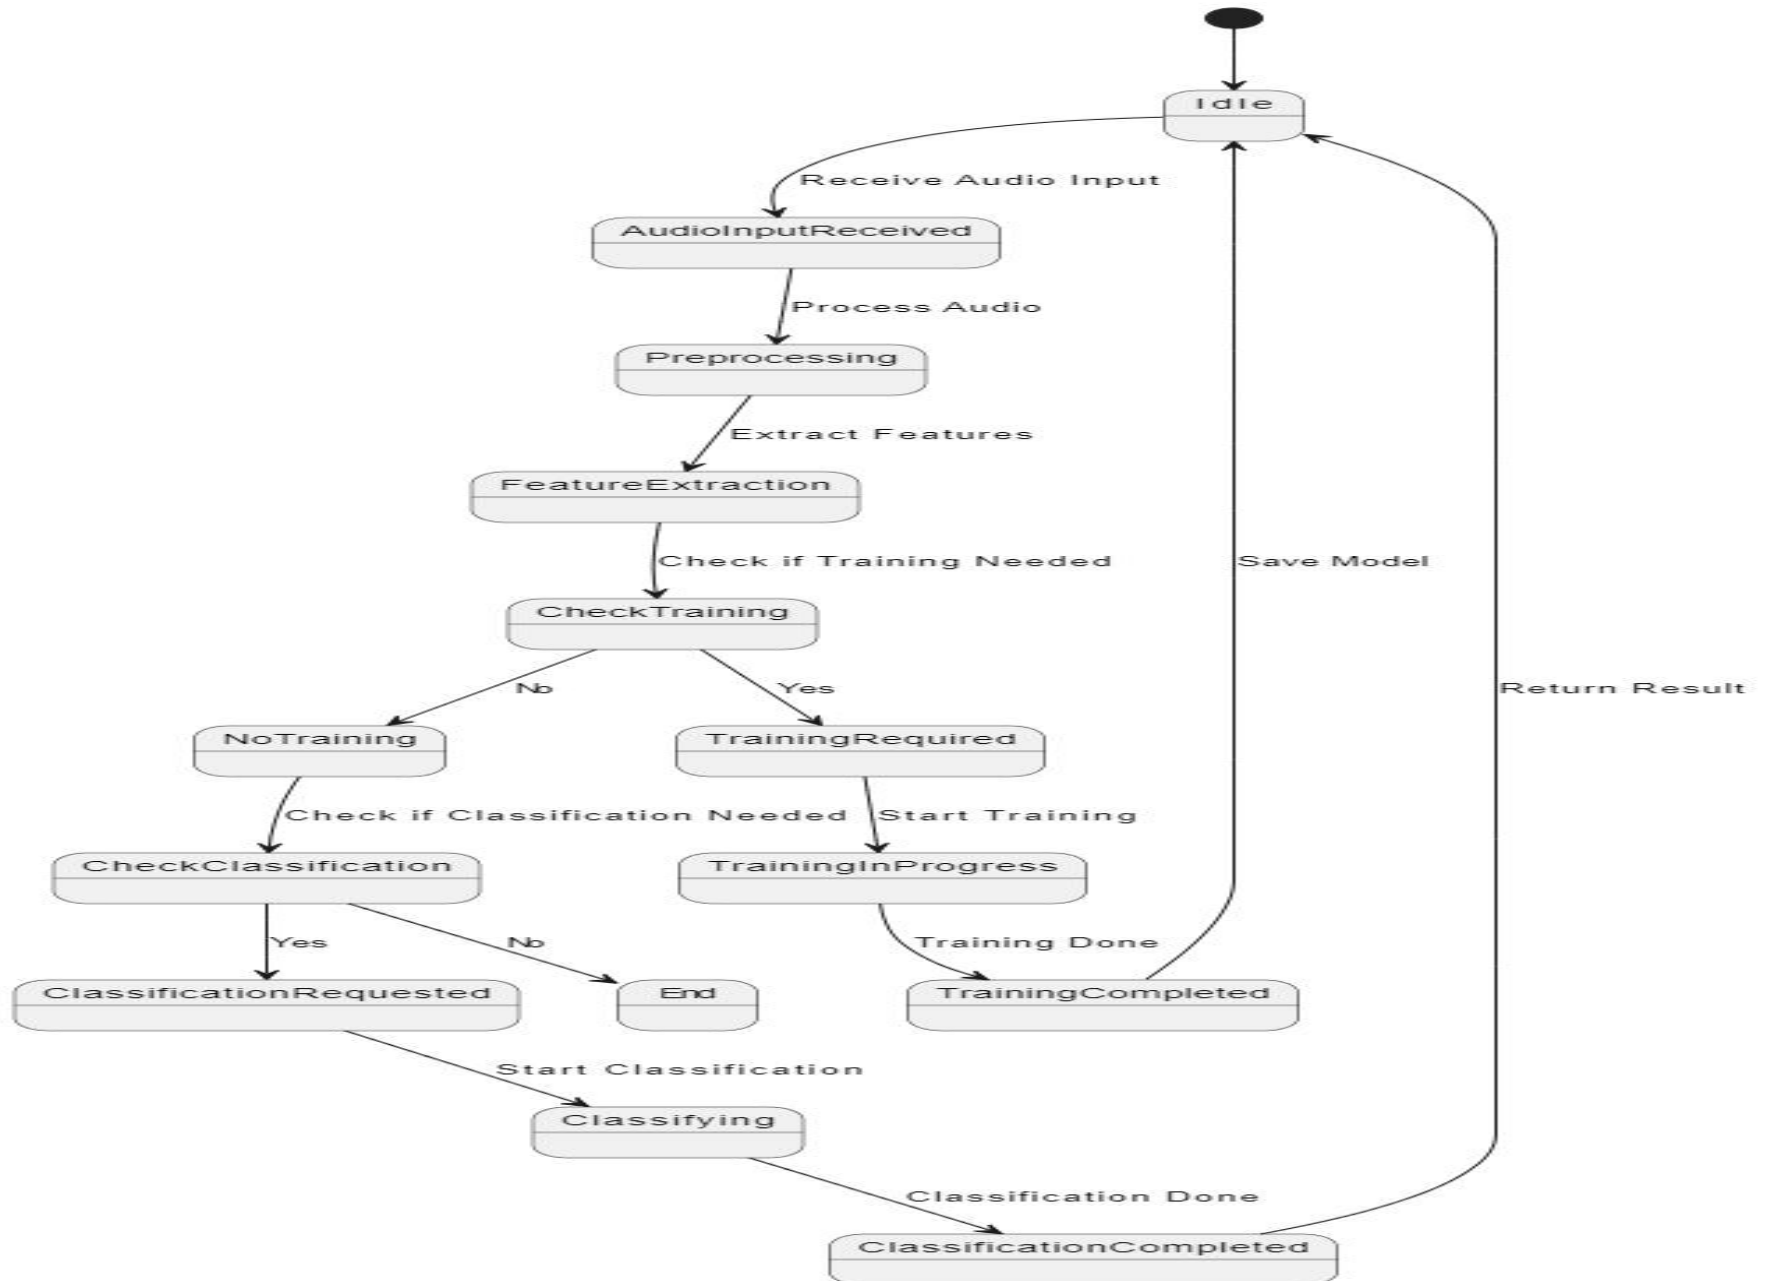 Idle
Receive Audio Input
AudioInputReceived
Process Audio
Preprocessing
Extract Features
FeatureExtraction
Check if Training Needed
Save Model
CheckTraining
No
Yes
Return Result
NoTraining
TrainingRequired
Check if Classification Needed
Start Training
CheckClassification
TrainingInProgress
Yes
No
Training Done
ClassificationRequested
End
TrainingCompleted
Start Classification
Classifying
Classification Done
ClassificationCompleted